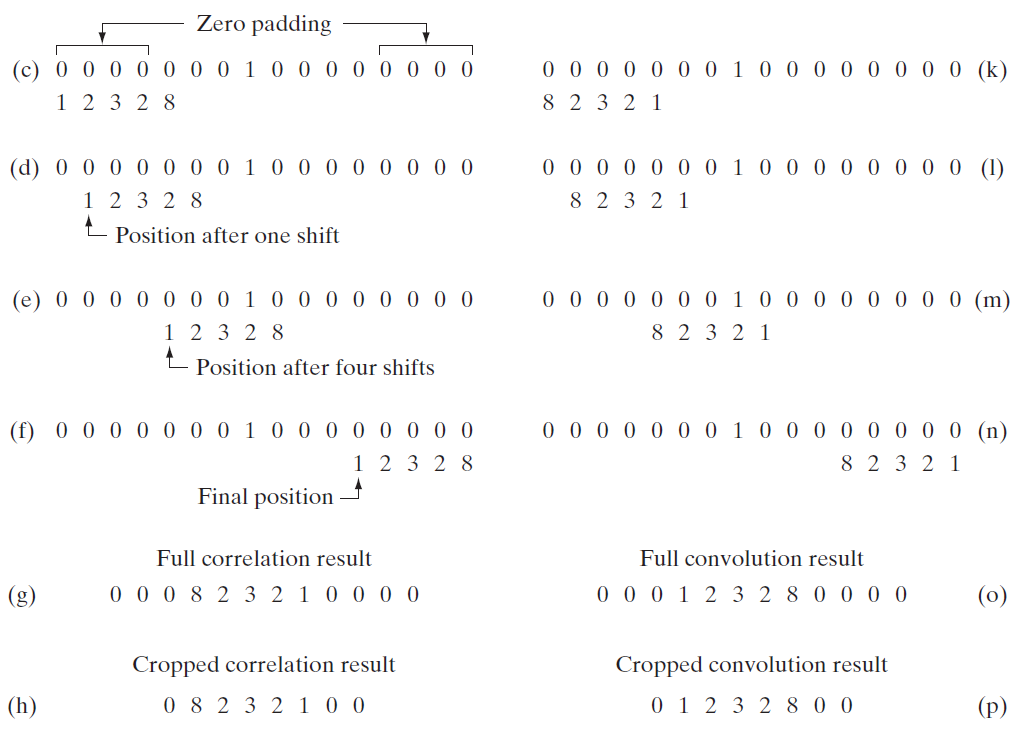 Zero padding
(c) 0 0 0 0 0 0 0 1 0 0 0 0 0 0 0 0
1 2 3 2 8
0 0 0 0 0 0 0 1 0 0 0 0 0 0 0 0 (k)
8 2 3 2 1
(d) 0 0 0 0 0 0 0 1 0 0 0 0 0 0 0 0
1 2 3 2 8
Position after one shift
0 0 0 0 0 0 0 1 0 0 0 0 0 0 0 0 (l)
8 2 3 2 1
(e) 0 0 0 0 0 0 0 1 0 0 0 0 0 0 0 0
1 2 3 2 8
Position after four shifts
0 0 0 0 0 0 0 1 0 0 0 0 0 0 0 0 (m)
8 2 3 2 1
(f) 0 0 0 0 0 0 0 1 0 0 0 0 0 0 0 0
1 2 3 2 8
Final position
0 0 0 0 0 0 0 1 0 0 0 0 0 0 0 0 (n)
8 2 3 2 1
Full correlation result
(g) 0 0 0 8 2 3 2 1 0 0 0 0
Full convolution result
0 0 0 1 2 3 2 8 0 0 0 0 (o)
Cropped correlation result
(h) 0 8 2 3 2 1 0 0
Cropped convolution result
0 1 2 3 2 8 0 0 (p)